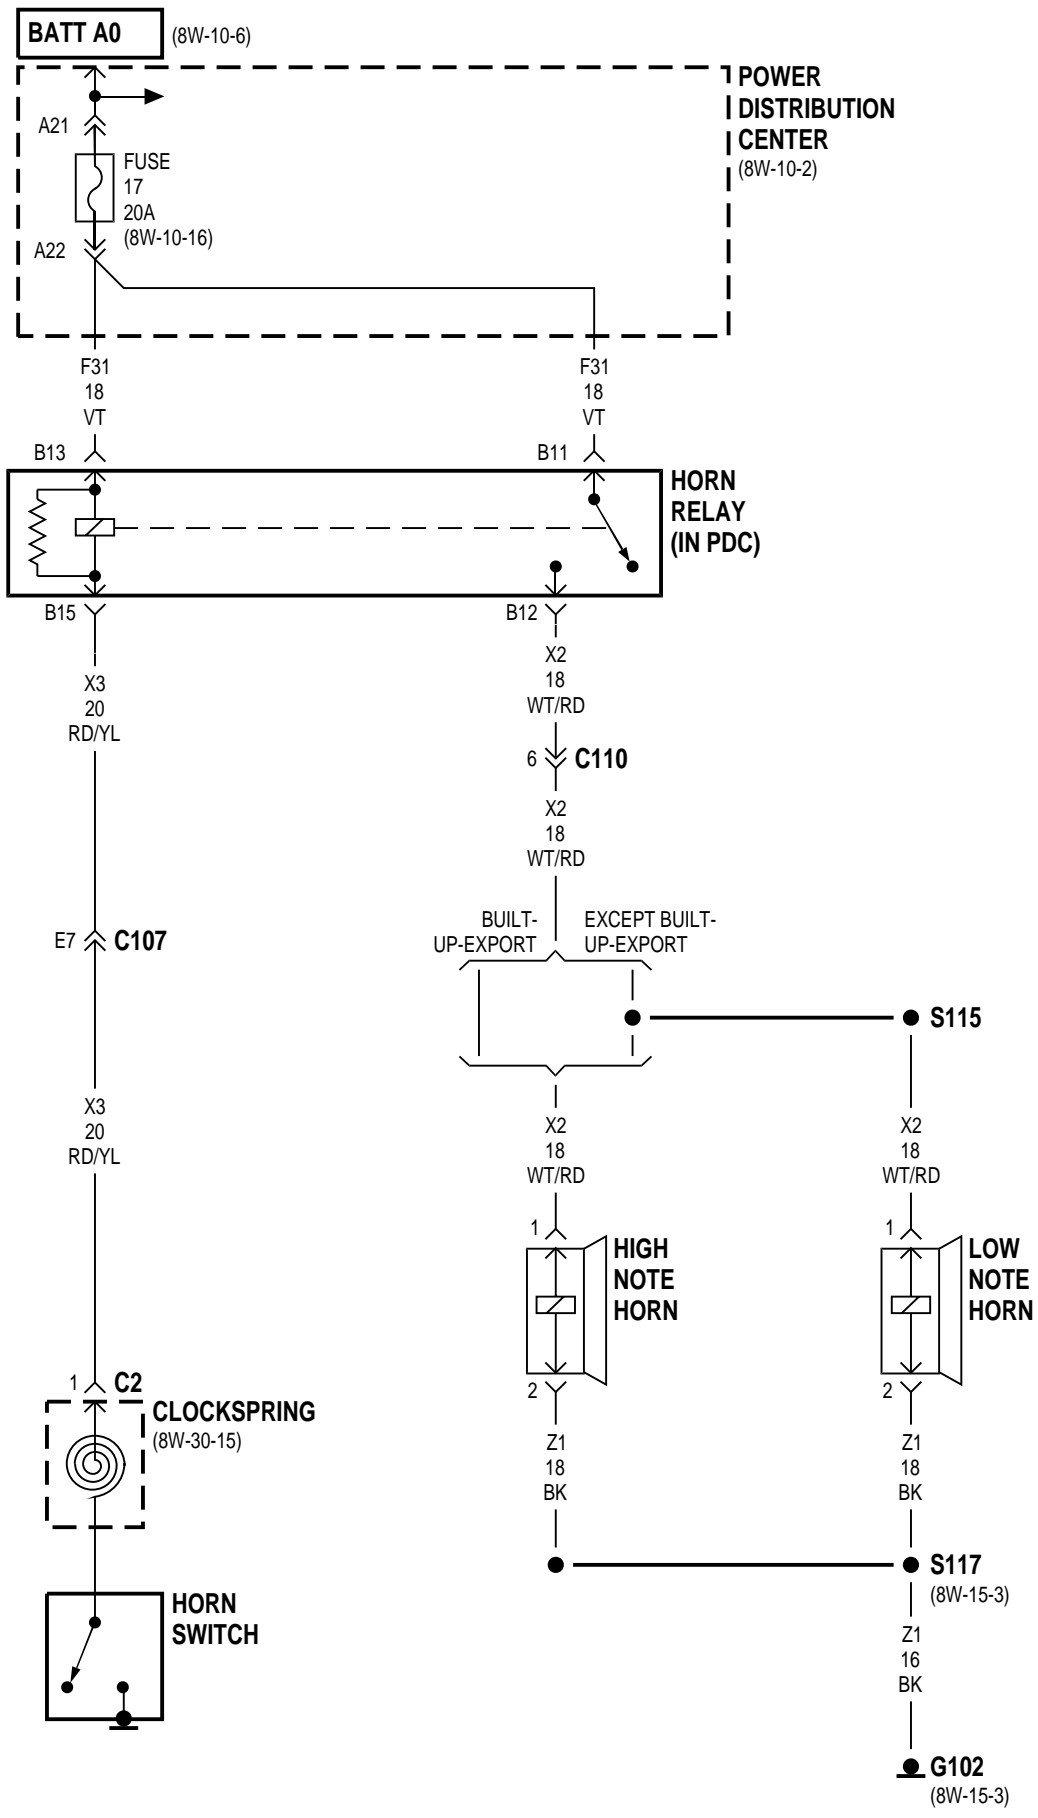 BATT A0
(8W-10-6)
POWER
DISTRIBUTION
CENTER
(8W-10-2)
A21
FUSE
17
20A
(8W-10-16)
A22
F31
18
VT
F31
18
VT
B13
B11
HORN
RELAY
(IN PDC)
B15
B12
X3
20
RD/YL
X2
18
WT/RD
6
C110
X2
18
WT/RD
E7
C107
BUILT-
UP-EXPORT
EXCEPT BUILT-
UP-EXPORT
S115
X3
20
RD/YL
X2
18
WT/RD
X2
18
WT/RD
1
HIGH
NOTE
HORN
2
1
LOW
NOTE
HORN
2
1
C2
CLOCKSPRING
(8W-30-15)
Z1
18
BK
Z1
18
BK
S117
(8W-15-3)
HORN
SWITCH
Z1
16
BK
G102
(8W-15-3)